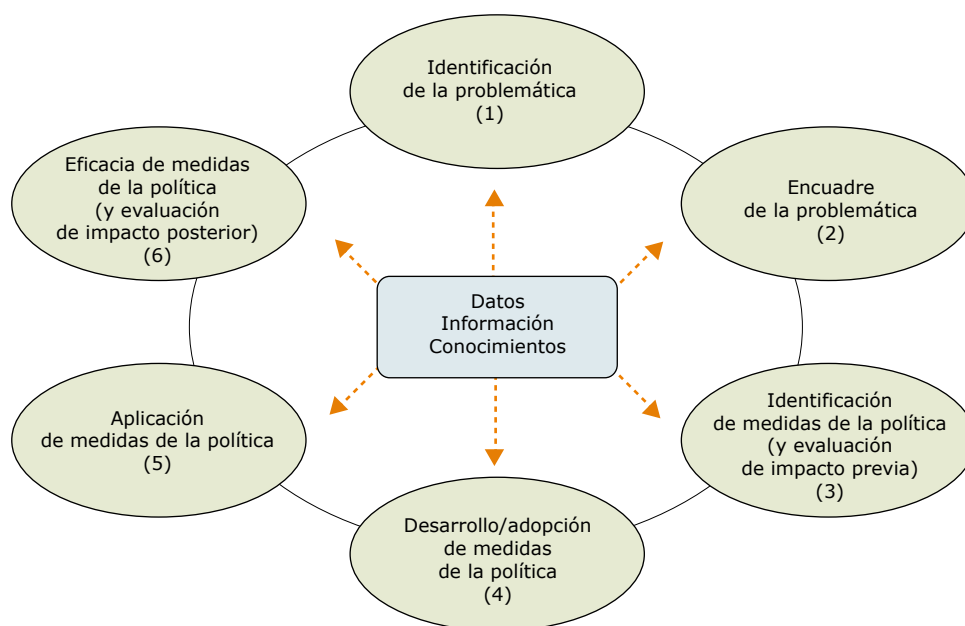 Identificación
de la problemática
(1)
Encuadre
de la problemática
(2)
Identificación
de medidas de la política
(y evaluación
de impacto previa)
(3)
Desarrollo/adopción
de medidas
de la política
(4)
Aplicación
de medidas de la política
(5)
Eficacia de medidas
de la política
(y evaluación
de impacto posterior)
(6)
Datos
Información
Conocimientos